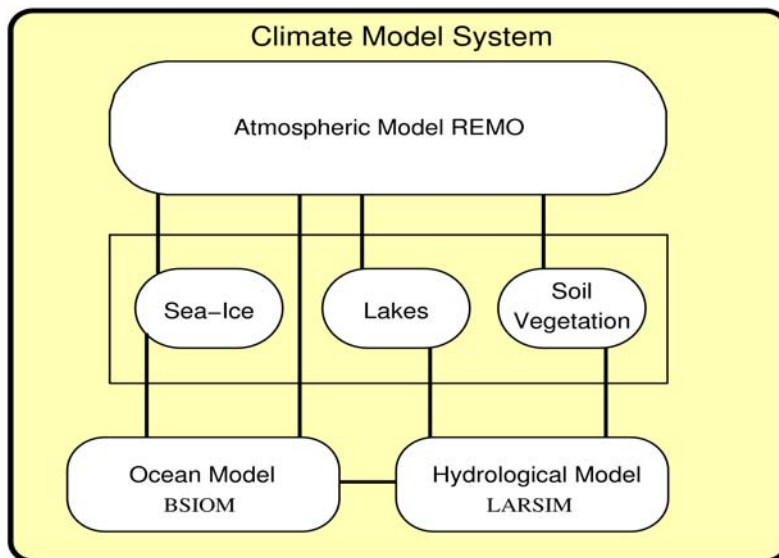 Climate Model System
Atmospheric Model REMO
Sea-Ice
Lakes
Soil
Vegetation
Ocean Model
BSIOM
Hydrological Model
LARSIM